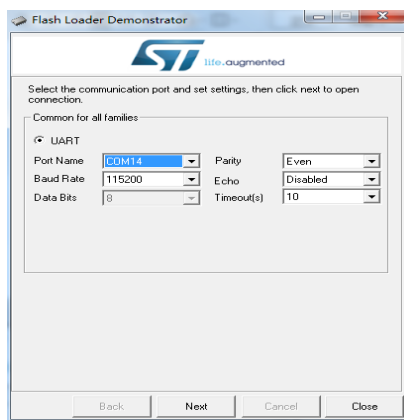 Flash Loader Demonstrator
ST life.augmented
Select the communication port and set settings, then click next to open
connection.
Common for all families
UART
Port Name COM14 Parity Even
Baud Rate 115200 Echo Disabled
Data Bits 8 Timeout(s) 10
Back Next Cancel Close